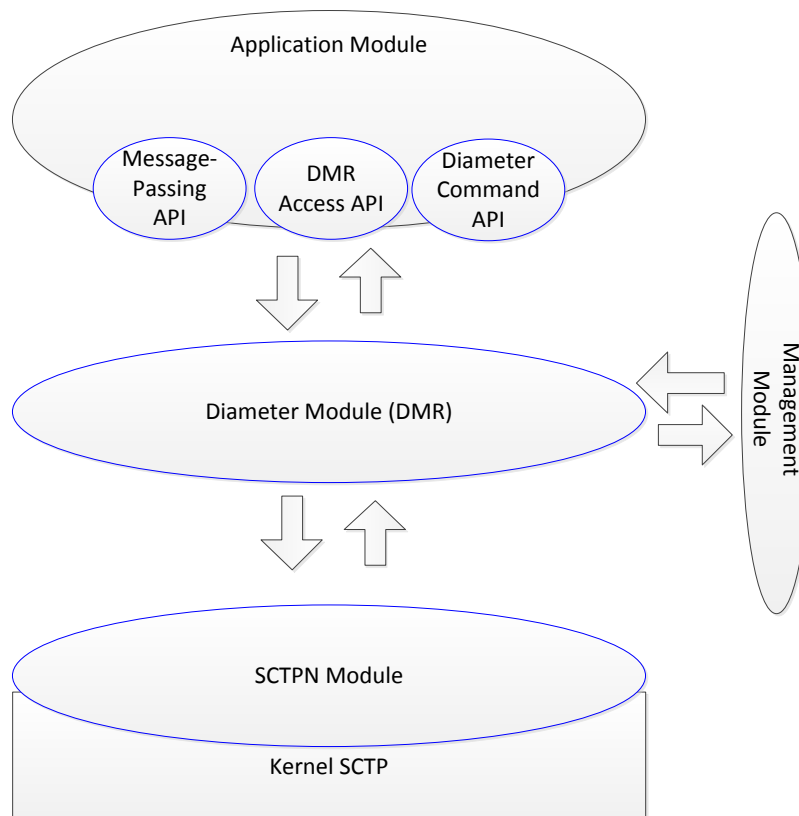 Application Module
Message-
Passing
API
DMR
Access API
Diameter
Command
API
Management
Module
Diameter Module (DMR)
SCTPN Module
Kernel SCTP